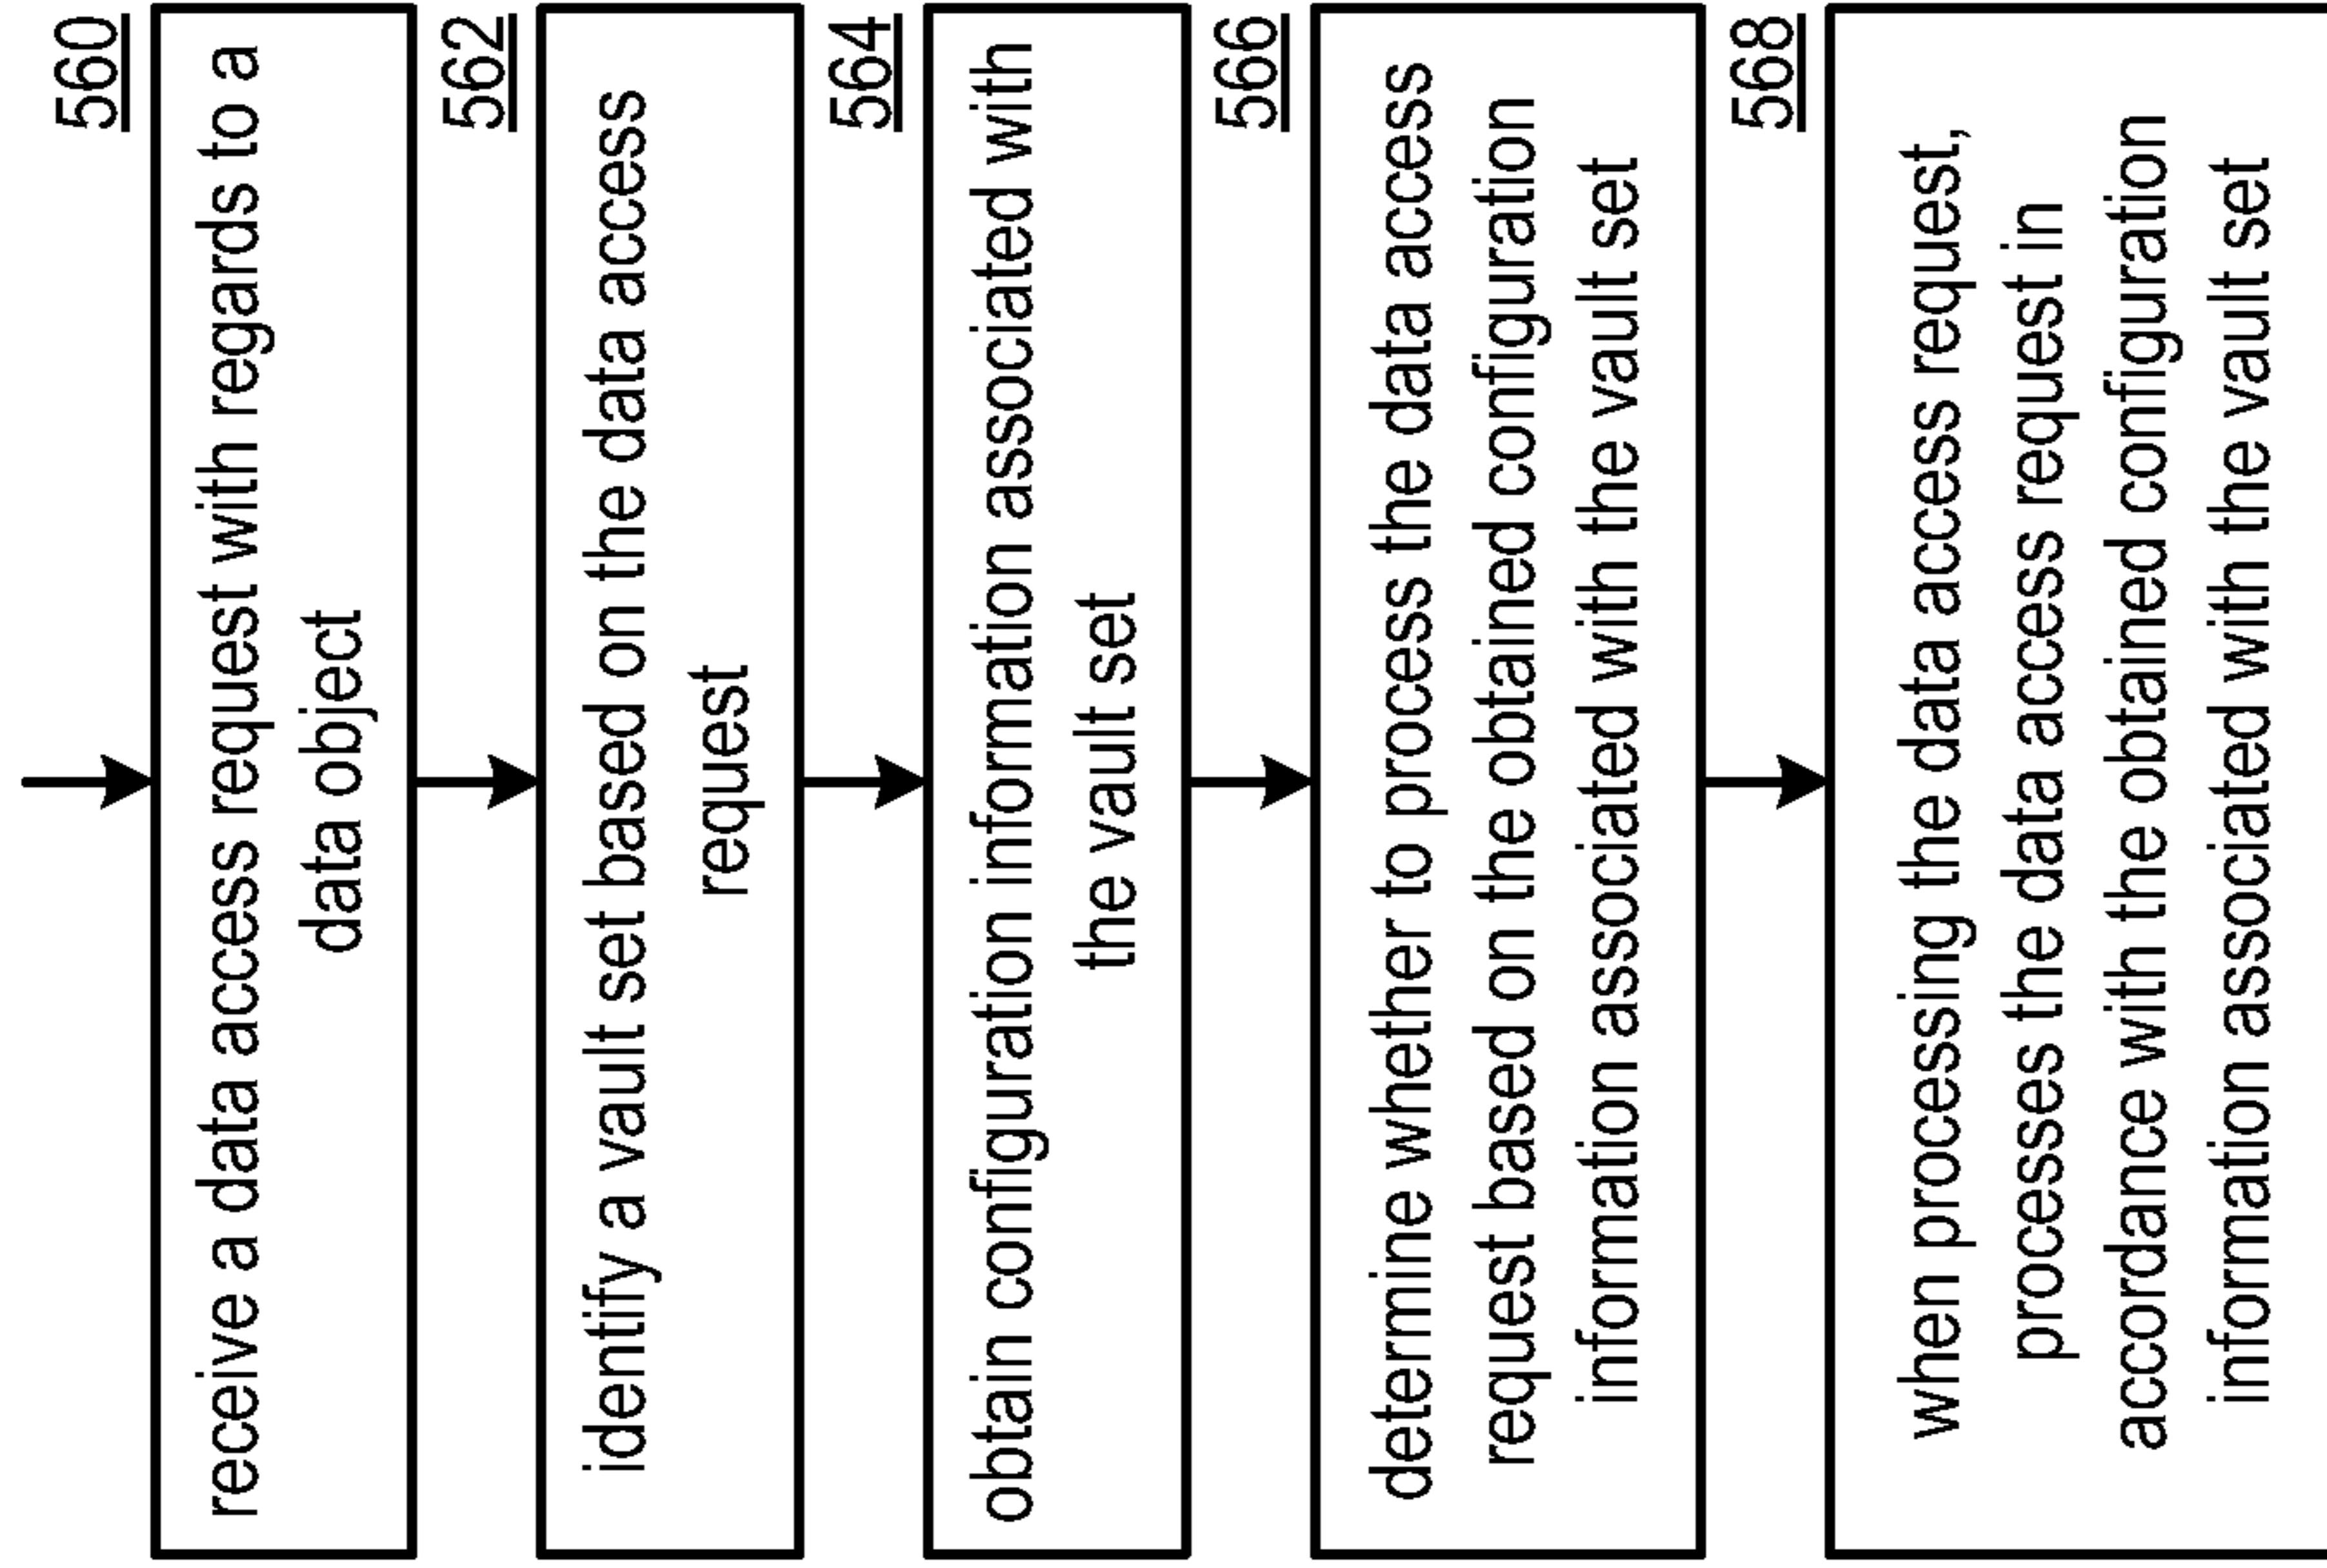 560
receive a data access request with regards to a
data object
562
identify a vault set based on the data access
request
564
obtain configuration information associated with
the vault set
566
determine whether to process the data access
request based on the obtained configuration
information associated with the vault set
568
when processing the data access request,
processes the data access request in
accordance with the obtained configuration
information associated with the vault set